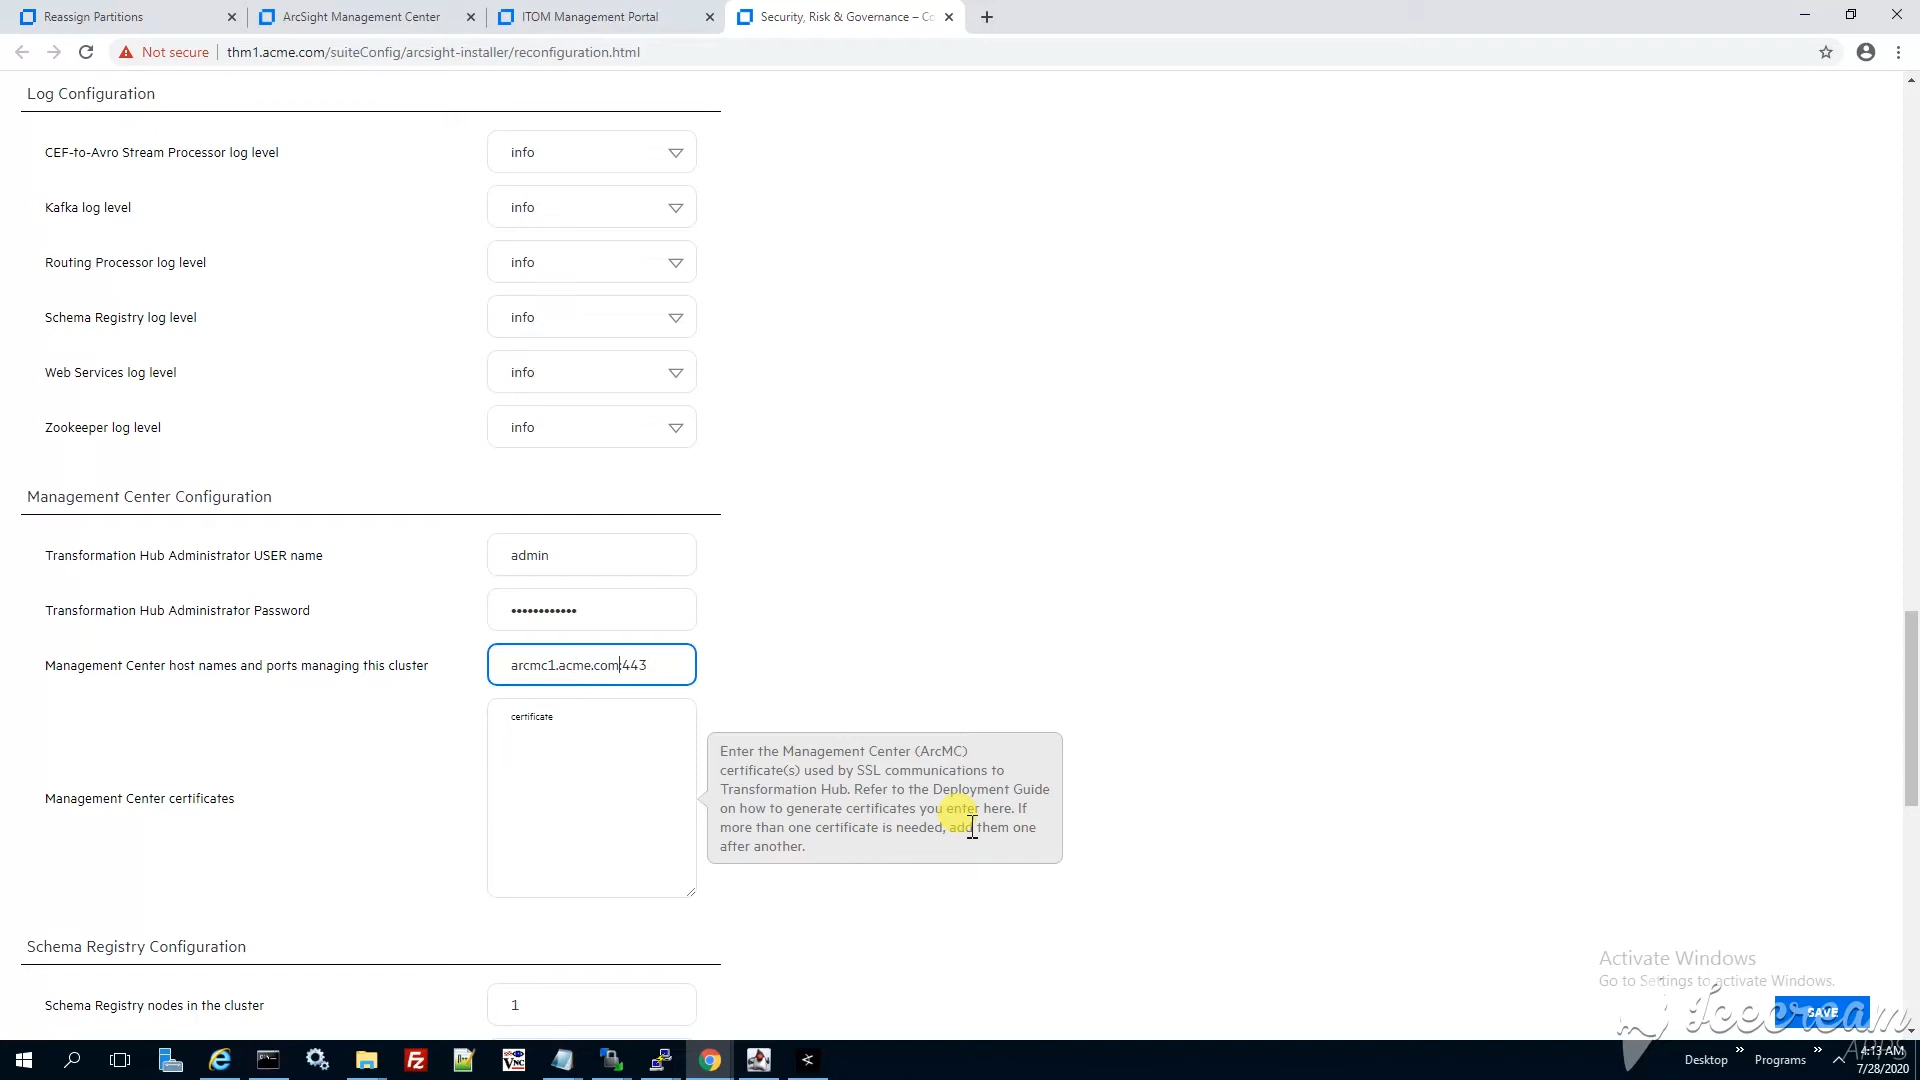 Reassign Partitions
ArcSight Management Center
ITOM Management Portal
Security, Risk & Governance – Co
Not secure
thm1.acme.com/suiteConfig/arcsight-installer/reconfiguration.html
Log Configuration
CEF-to-Avro Stream Processor log level
info
Kafka log level
info
Routing Processor log level
info
Schema Registry log level
info
Web Services log level
info
Zookeeper log level
info
Management Center Configuration
Transformation Hub Administrator USER name
admin
Transformation Hub Administrator Password
••••••••••••
Management Center host names and ports managing this cluster
arcmc1.acme.com:443
certificate
Management Center certificates
Enter the Management Center (ArcMC)
certificate(s) used by SSL communications to
Transformation Hub. Refer to the Deployment Guide
on how to generate certificates you enter here. If
more than one certificate is needed, add them one
after another.
Schema Registry Configuration
Schema Registry nodes in the cluster
1
Activate Windows
Go to Settings to activate Windows.
SAVE
Icecream
APPS
Desktop
Programs
4:13 AM
7/28/2020